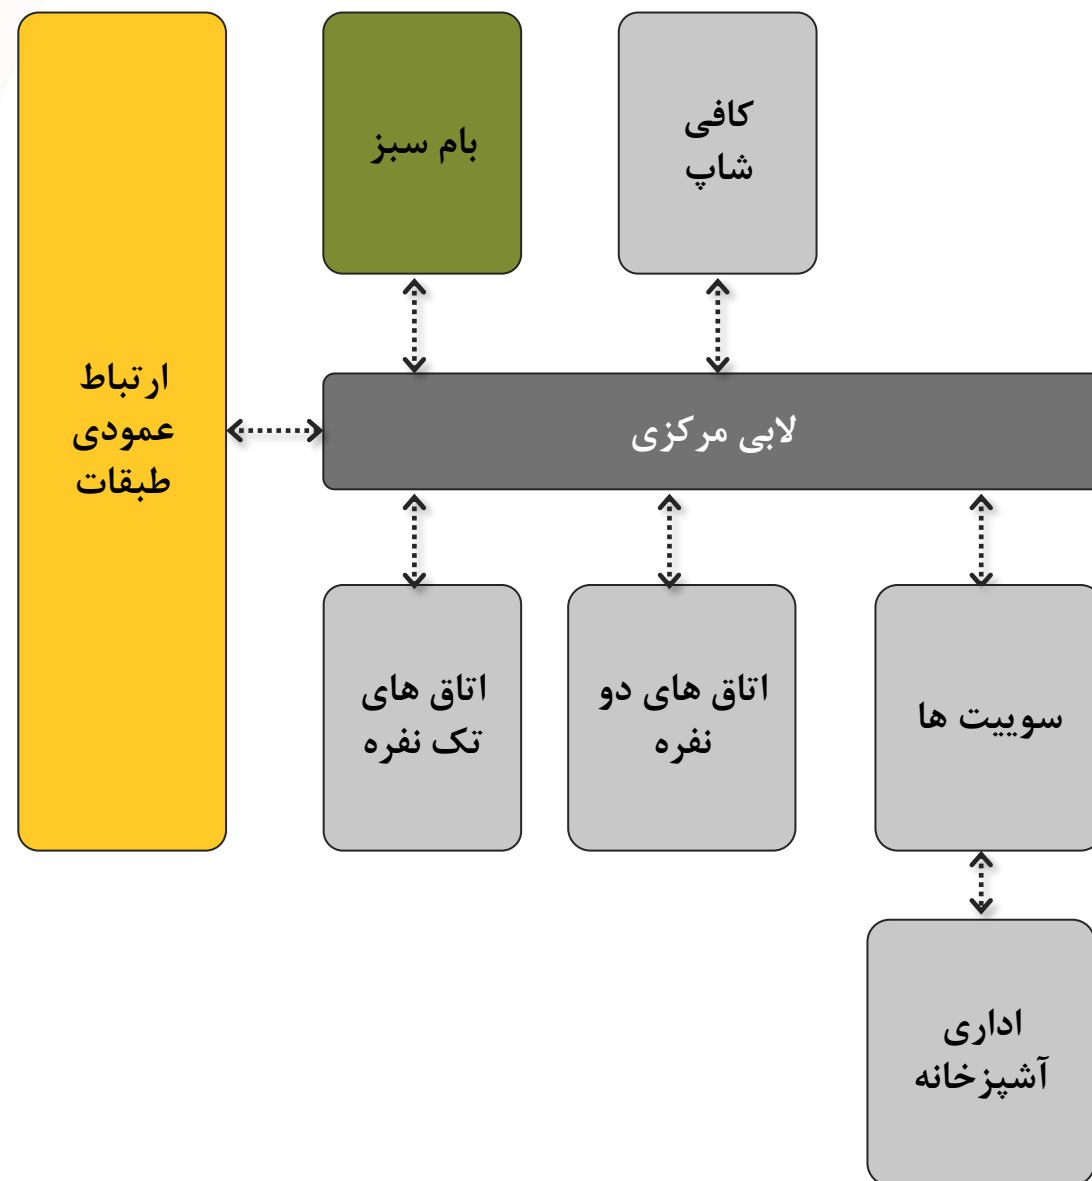 بام سبز
کافی
شاپ
ارتباط
عمودی
طبقات
لابی مرکزی
اتاق های
تک نفره
اتاق های دو
نفره
سوییت ها
اداری
آشپزخانه